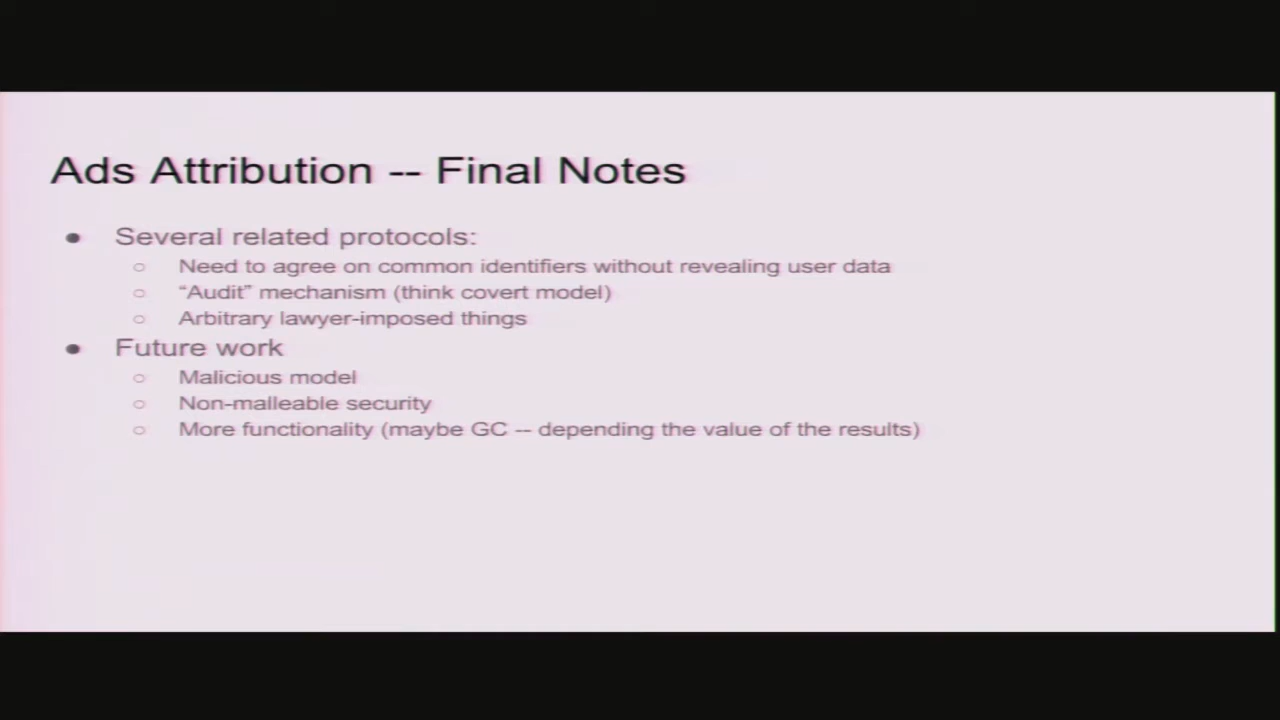 Ads Attribution -- Final Notes
● Several related protocols:
○ Need to agree on common identifiers without revealing user data
○ “Audit” mechanism (think covert model)
○ Arbitrary lawyer-imposed things
● Future work
○ Malicious model
○ Non-malleable security
○ More functionality (maybe GC -- depending the value of the results)